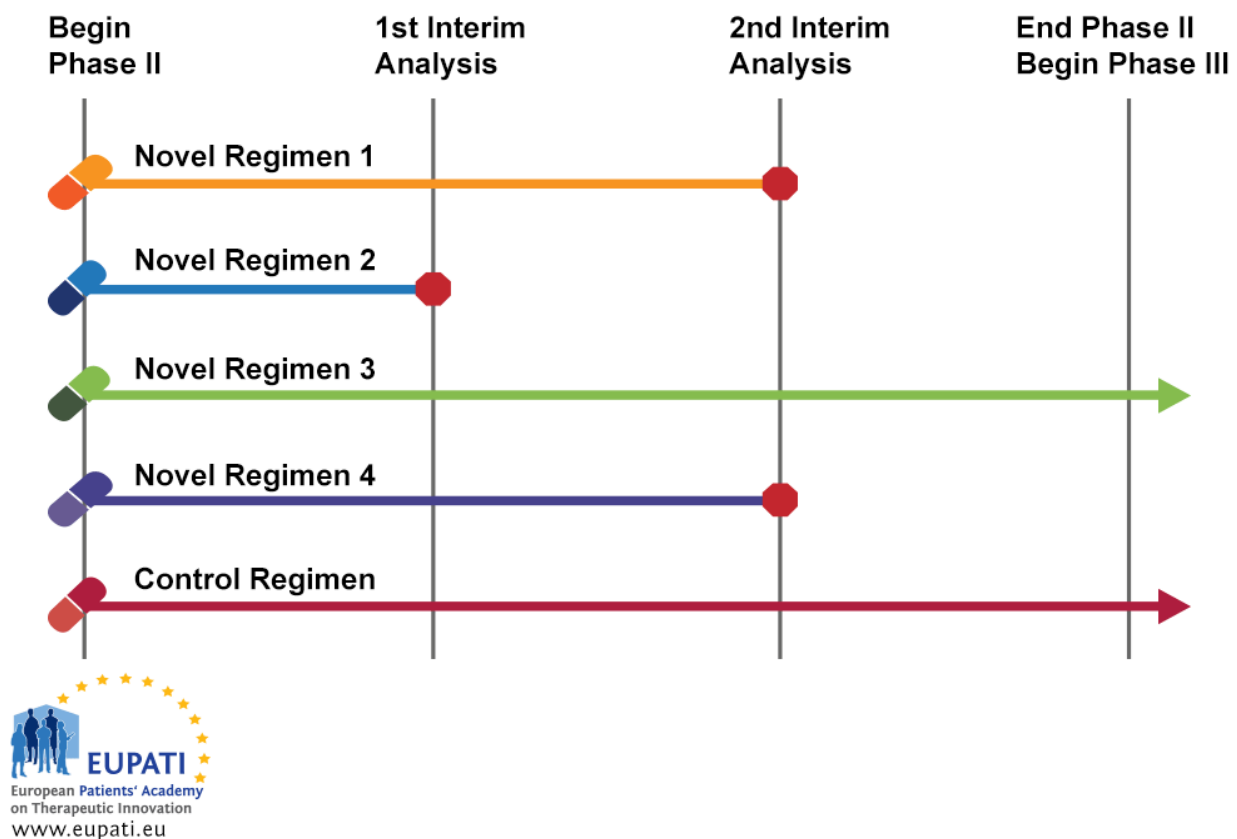 Begin
Phase II
1st Interim
Analysis
2nd Interim
Analysis
End Phase II
Begin Phase III
Novel Regimen 1
Novel Regimen 2
Novel Regimen 3
Novel Regimen 4
Control Regimen
EUPATI
European Patients' Academy
on Therapeutic Innovation
www.eupati.eu